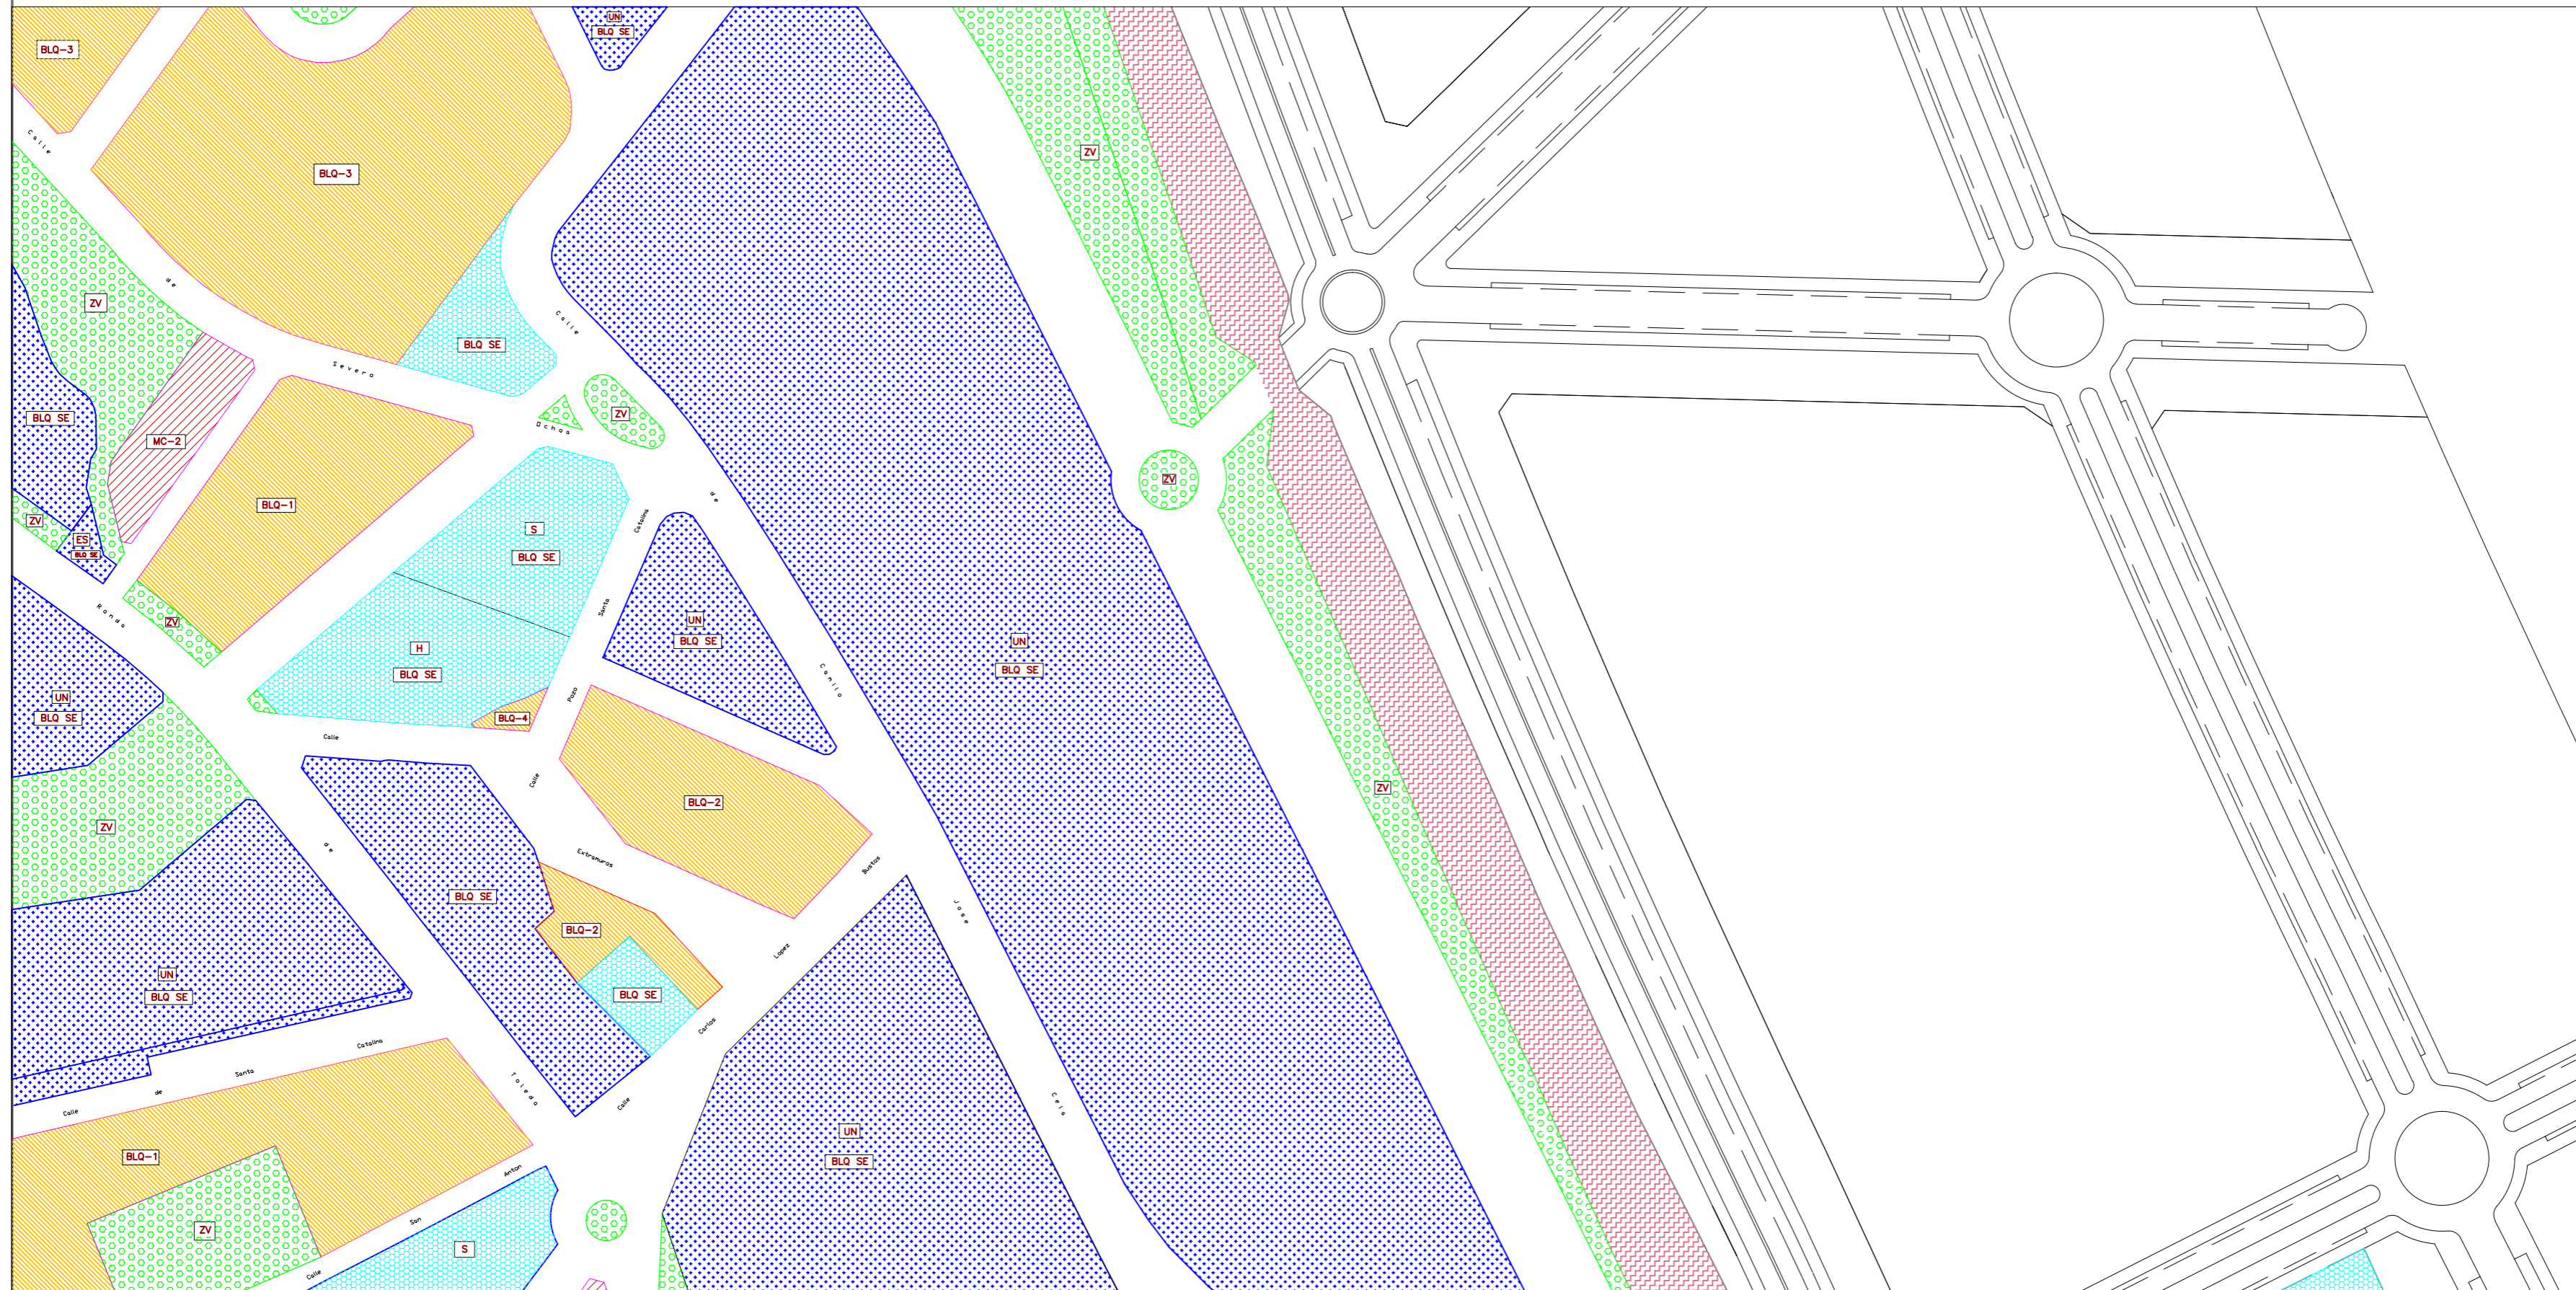 UN
BLQ SE
BLQ-3
Calle
ZV
BLQ-3
de
ZV
Calle
BLQ SE
Severo
ZV
BLQ SE
Ochoa
MC-2
ZV
BLQ-1
de
Catalina
ZV
S
ES
BLQ SE
BLQ SE
Ronda
Santa
ZV
UN
BLQ SE
UN
BLQ SE
H
BLQ SE
Camilo
Pozo
UN
BLQ SE
BLQ-4
Calle
Calle
ZV
BLQ-2
ZV
de
Extramuros
Bustos
BLQ SE
Jose
BLQ-2
Lopez
UN
BLQ SE
BLQ SE
Carlos
Catalina
Santa
de
Calle
Toledo
Calle
Cela
UN
BLQ SE
BLQ-1
Anton
San
ZV
S
Calle